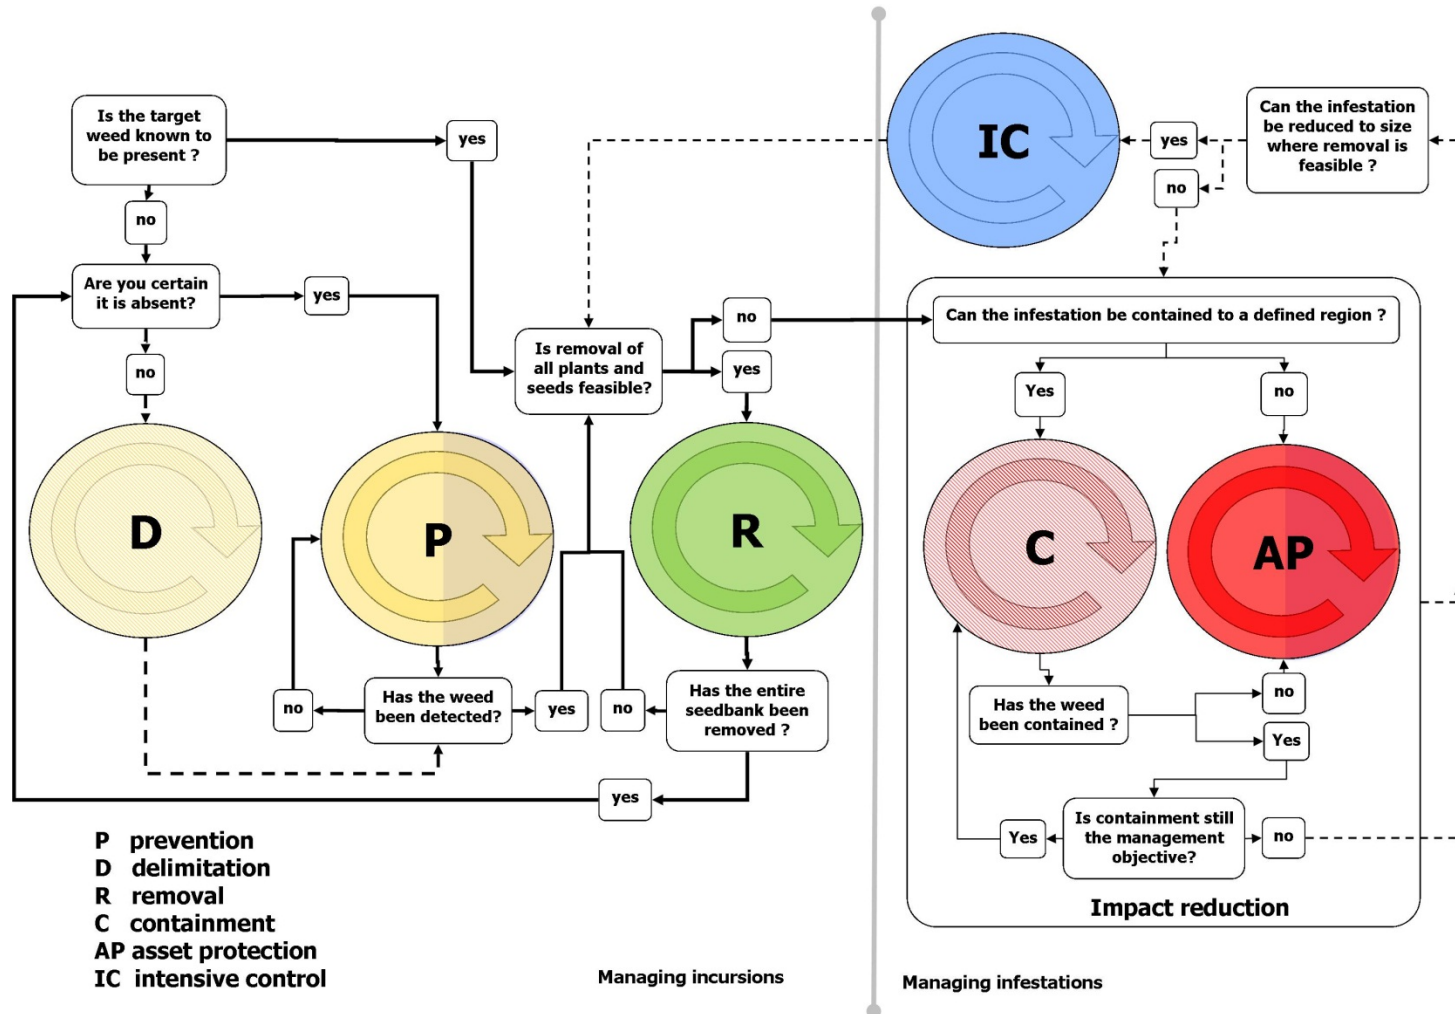 Is the target
weed known to
be present ?
yes
no
Are you certain
it is absent?
yes
no
D
P
Has the weed
been detected?
no
yes
Is removal of
all plants and
seeds feasible?
no
yes
R
Has the entire
seedbank been
removed ?
no
yes
IC
yes
no
Can the infestation
be reduced to size
where removal is
feasible ?
Can the infestation be contained to a defined region ?
Yes
no
C
AP
Has the weed
been contained ?
no
Yes
Is containment still
the management
objective?
Yes
no
Impact reduction
P prevention
D delimitation
R removal
C containment
AP asset protection
IC intensive control
Managing incursions
Managing infestations